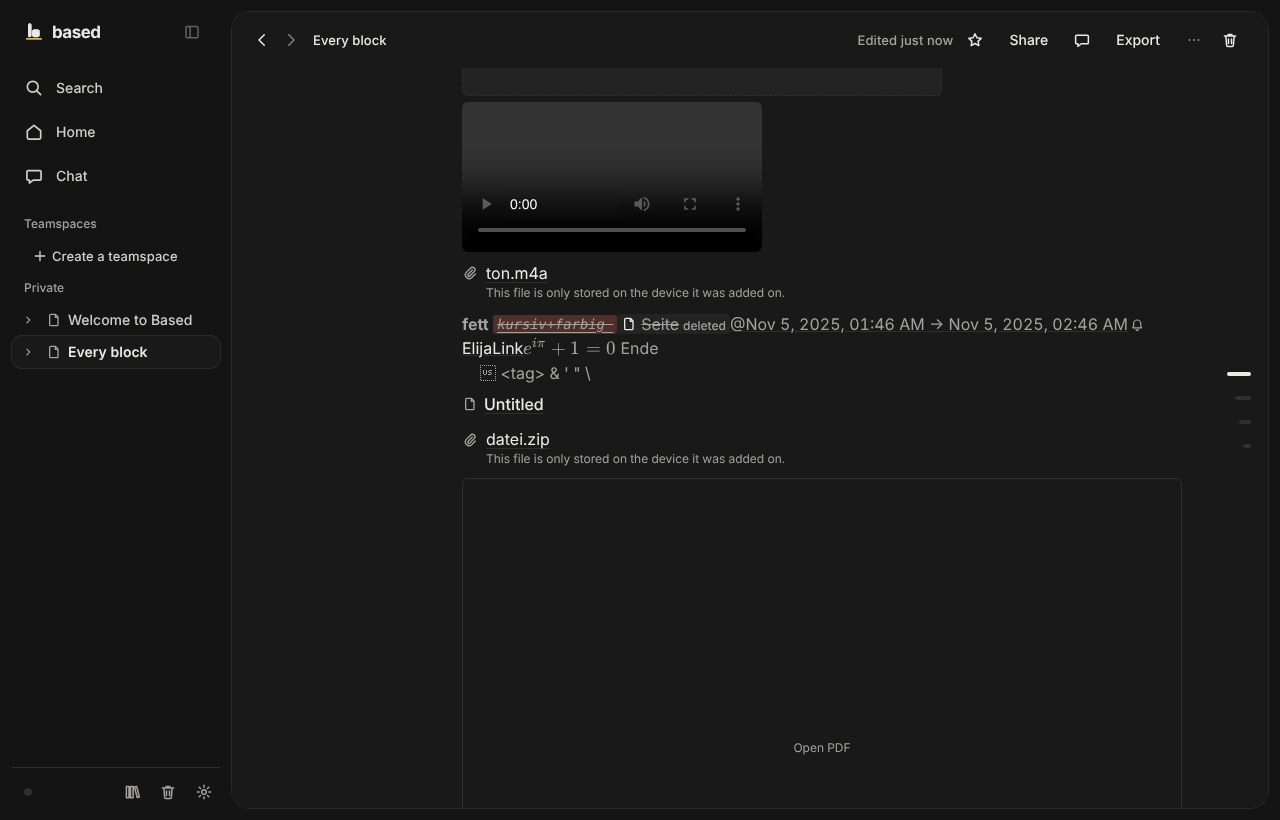 based
Search
Home
Chat
Teamspaces
Create a teamspace
Private
Welcome to Based
Every block
Every block
Edited just now
Share
Export
0:00
ton.m4a
This file is only stored on the device it was added on.
fett kursiv+farbig Seite deleted @Nov 5, 2025, 01:46 AM → Nov 5, 2025, 02:46 AM
ElijaLink e^{iπ} + 1 = 0 Ende
US <tag> & ' " \
Untitled
datei.zip
This file is only stored on the device it was added on.
Open PDF